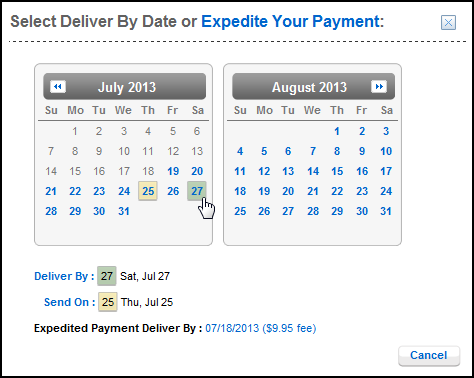 Select Deliver By Date or Expedite Your Payment:
July 2013
Su Mo Tu We Th Fr Sa
1 2 3 4 5 6
7 8 9 10 11 12 13
14 15 16 17 18 19 20
21 22 23 24 25 26 27
28 29 30 31
August 2013
Su Mo Tu We Th Fr Sa
1 2 3
4 5 6 7 8 9 10
11 12 13 14 15 16 17
18 19 20 21 22 23 24
25 26 27 28 29 30 31
Deliver By : 27 Sat, Jul 27
Send On : 25 Thu, Jul 25
Expedited Payment Deliver By : 07/18/2013 ($9.95 fee)
Cancel